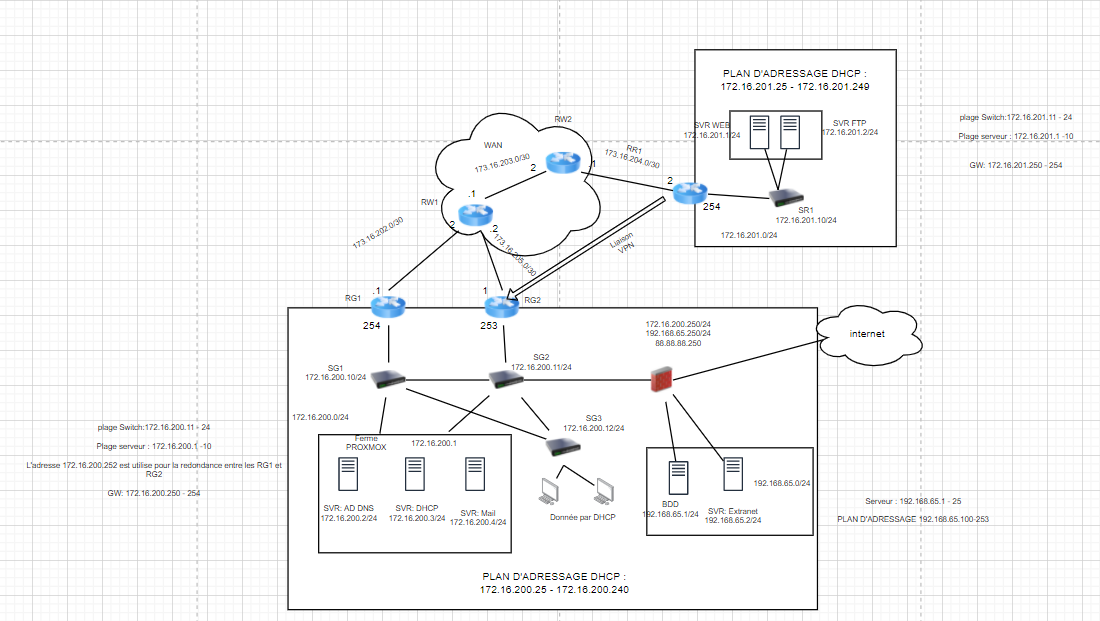 PLAN D'ADRESSAGE DHCP :
172.16.201.25 - 172.16.201.249
SVR WEB
172.16.201.1/24
SVR FTP
172.16.201.2/24
plage Switch:172.16.201.11 - 24
Plage serveur : 172.16.201.1 -10
GW: 172.16.201.250 - 254
RW2
WAN
173.16.203.0/30
2
.1
RR1
173.16.204.0/30
2
254
SR1
172.16.201.10/24
172.16.201.0/24
RW1
.1
2
.2
173.16.202.0/30
173.16.205.0/30
Liaison
VPN
RG1
.1
254
1
RG2
253
172.16.200.250/24
192.168.65.250/24
88.88.88.250
internet
SG1
172.16.200.10/24
SG2
172.16.200.11/24
172.16.200.0/24
SG3
172.16.200.12/24
plage Switch:172.16.200.11 - 24
Plage serveur : 172.16.200.1 -10
L'adresse 172.16.200.252 est utilise pour la redondance entre les RG1 et
RG2
GW: 172.16.200.250 - 254
Ferme
PROXMOX
172.16.200.1
SVR: AD DNS
172.16.200.2/24
SVR: DHCP
172.16.200.3/24
SVR: Mail
172.16.200.4/24
Donnée par DHCP
BDD
192.168.65.1/24
SVR: Extranet
192.168.65.2/24
192.168.65.0/24
Serveur : 192.168.65.1 - 25
PLAN D'ADRESSAGE 192.168.65.100-253
PLAN D'ADRESSAGE DHCP :
172.16.200.25 - 172.16.200.240